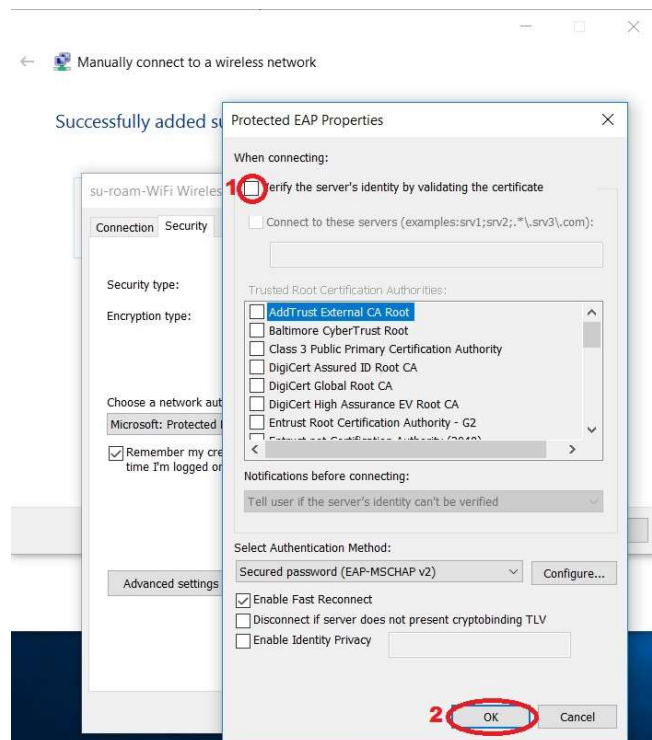 Manually connect to a wireless network
Successfully added su
Protected EAP Properties
When connecting:
1 Verify the server's identity by validating the certificate
su-roam-WiFi Wireles
Connection Security
Connect to these servers (examples:srv1;srv2;.*\.srv3\.com):
Security type:
Trusted Root Certification Authorities:
AddTrust External CA Root
Encryption type:
Baltimore CyberTrust Root
Class 3 Public Primary Certification Authority
DigiCert Assured ID Root CA
DigiCert Global Root CA
Choose a network aut
DigiCert High Assurance EV Root CA
Microsoft: Protected
Entrust Root Certification Authority - G2
Entrust.net Certification Authority (2048)
Remember my cre
time I'm logged on
Notifications before connecting:
Tell user if the server's identity can't be verified
Select Authentication Method:
Secured password (EAP-MSCHAP v2)
Configure...
Advanced settings
Enable Fast Reconnect
Disconnect if server does not present cryptobinding TLV
Enable Identity Privacy
2 OK
Cancel